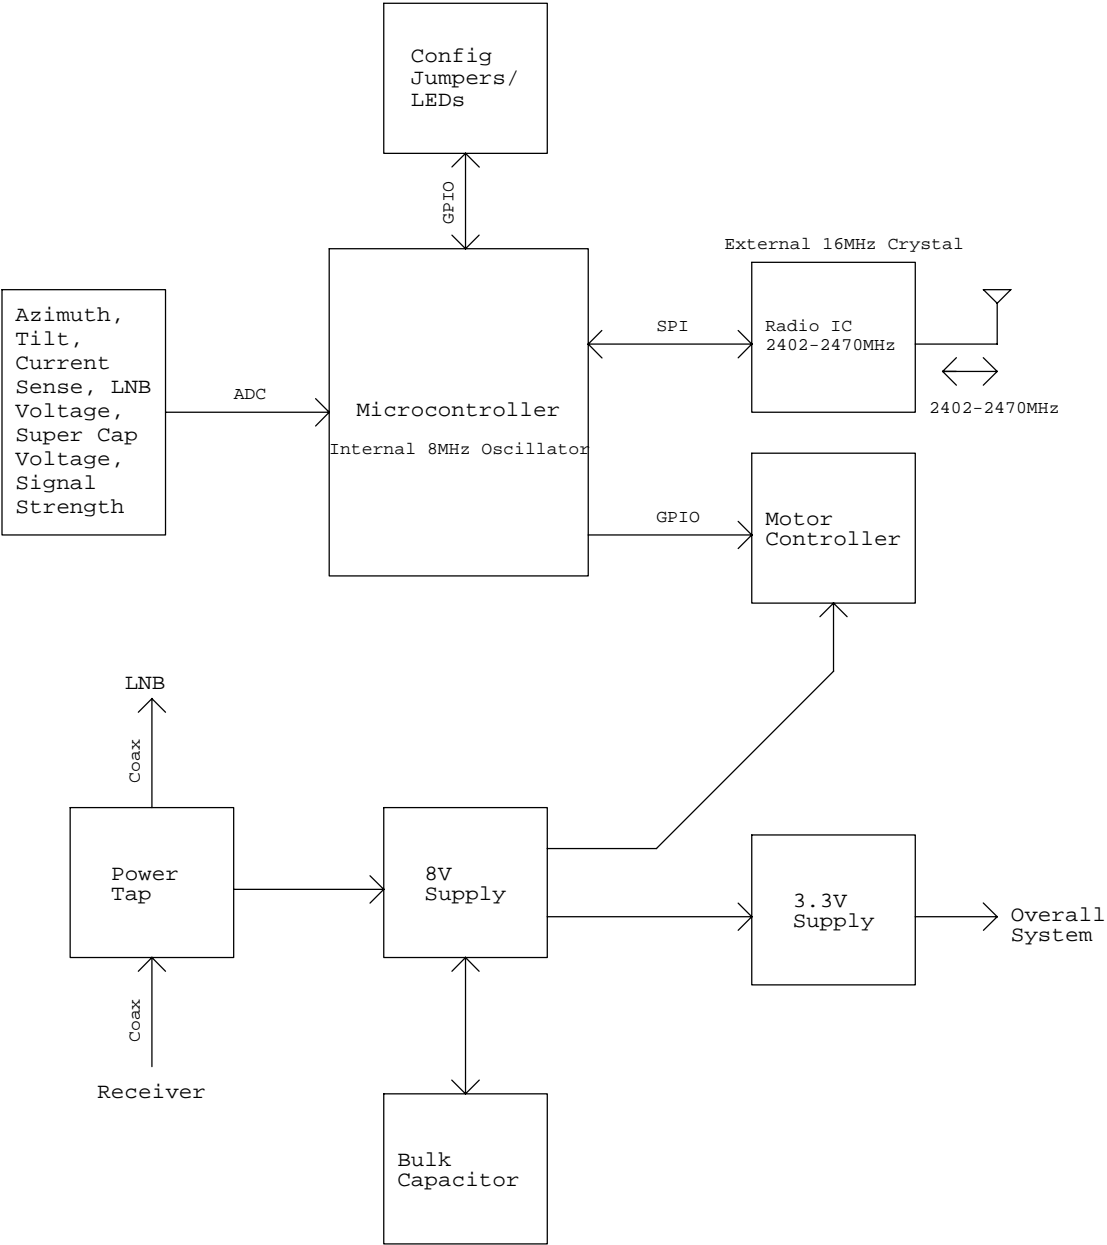 Config
Jumpers/
LEDs
GPIO
External 16MHz Crystal
Azimuth,
Tilt,
Current
Sense, LNB
Voltage,
Super Cap
Voltage,
Signal
Strength
ADC
Microcontroller
Internal 8MHz Oscillator
SPI
Radio IC
2402-2470MHz
2402-2470MHz
GPIO
Motor
Controller
LNB
Coax
Power
Tap
8V
Supply
3.3V
Supply
Overall
System
Coax
Receiver
Bulk
Capacitor